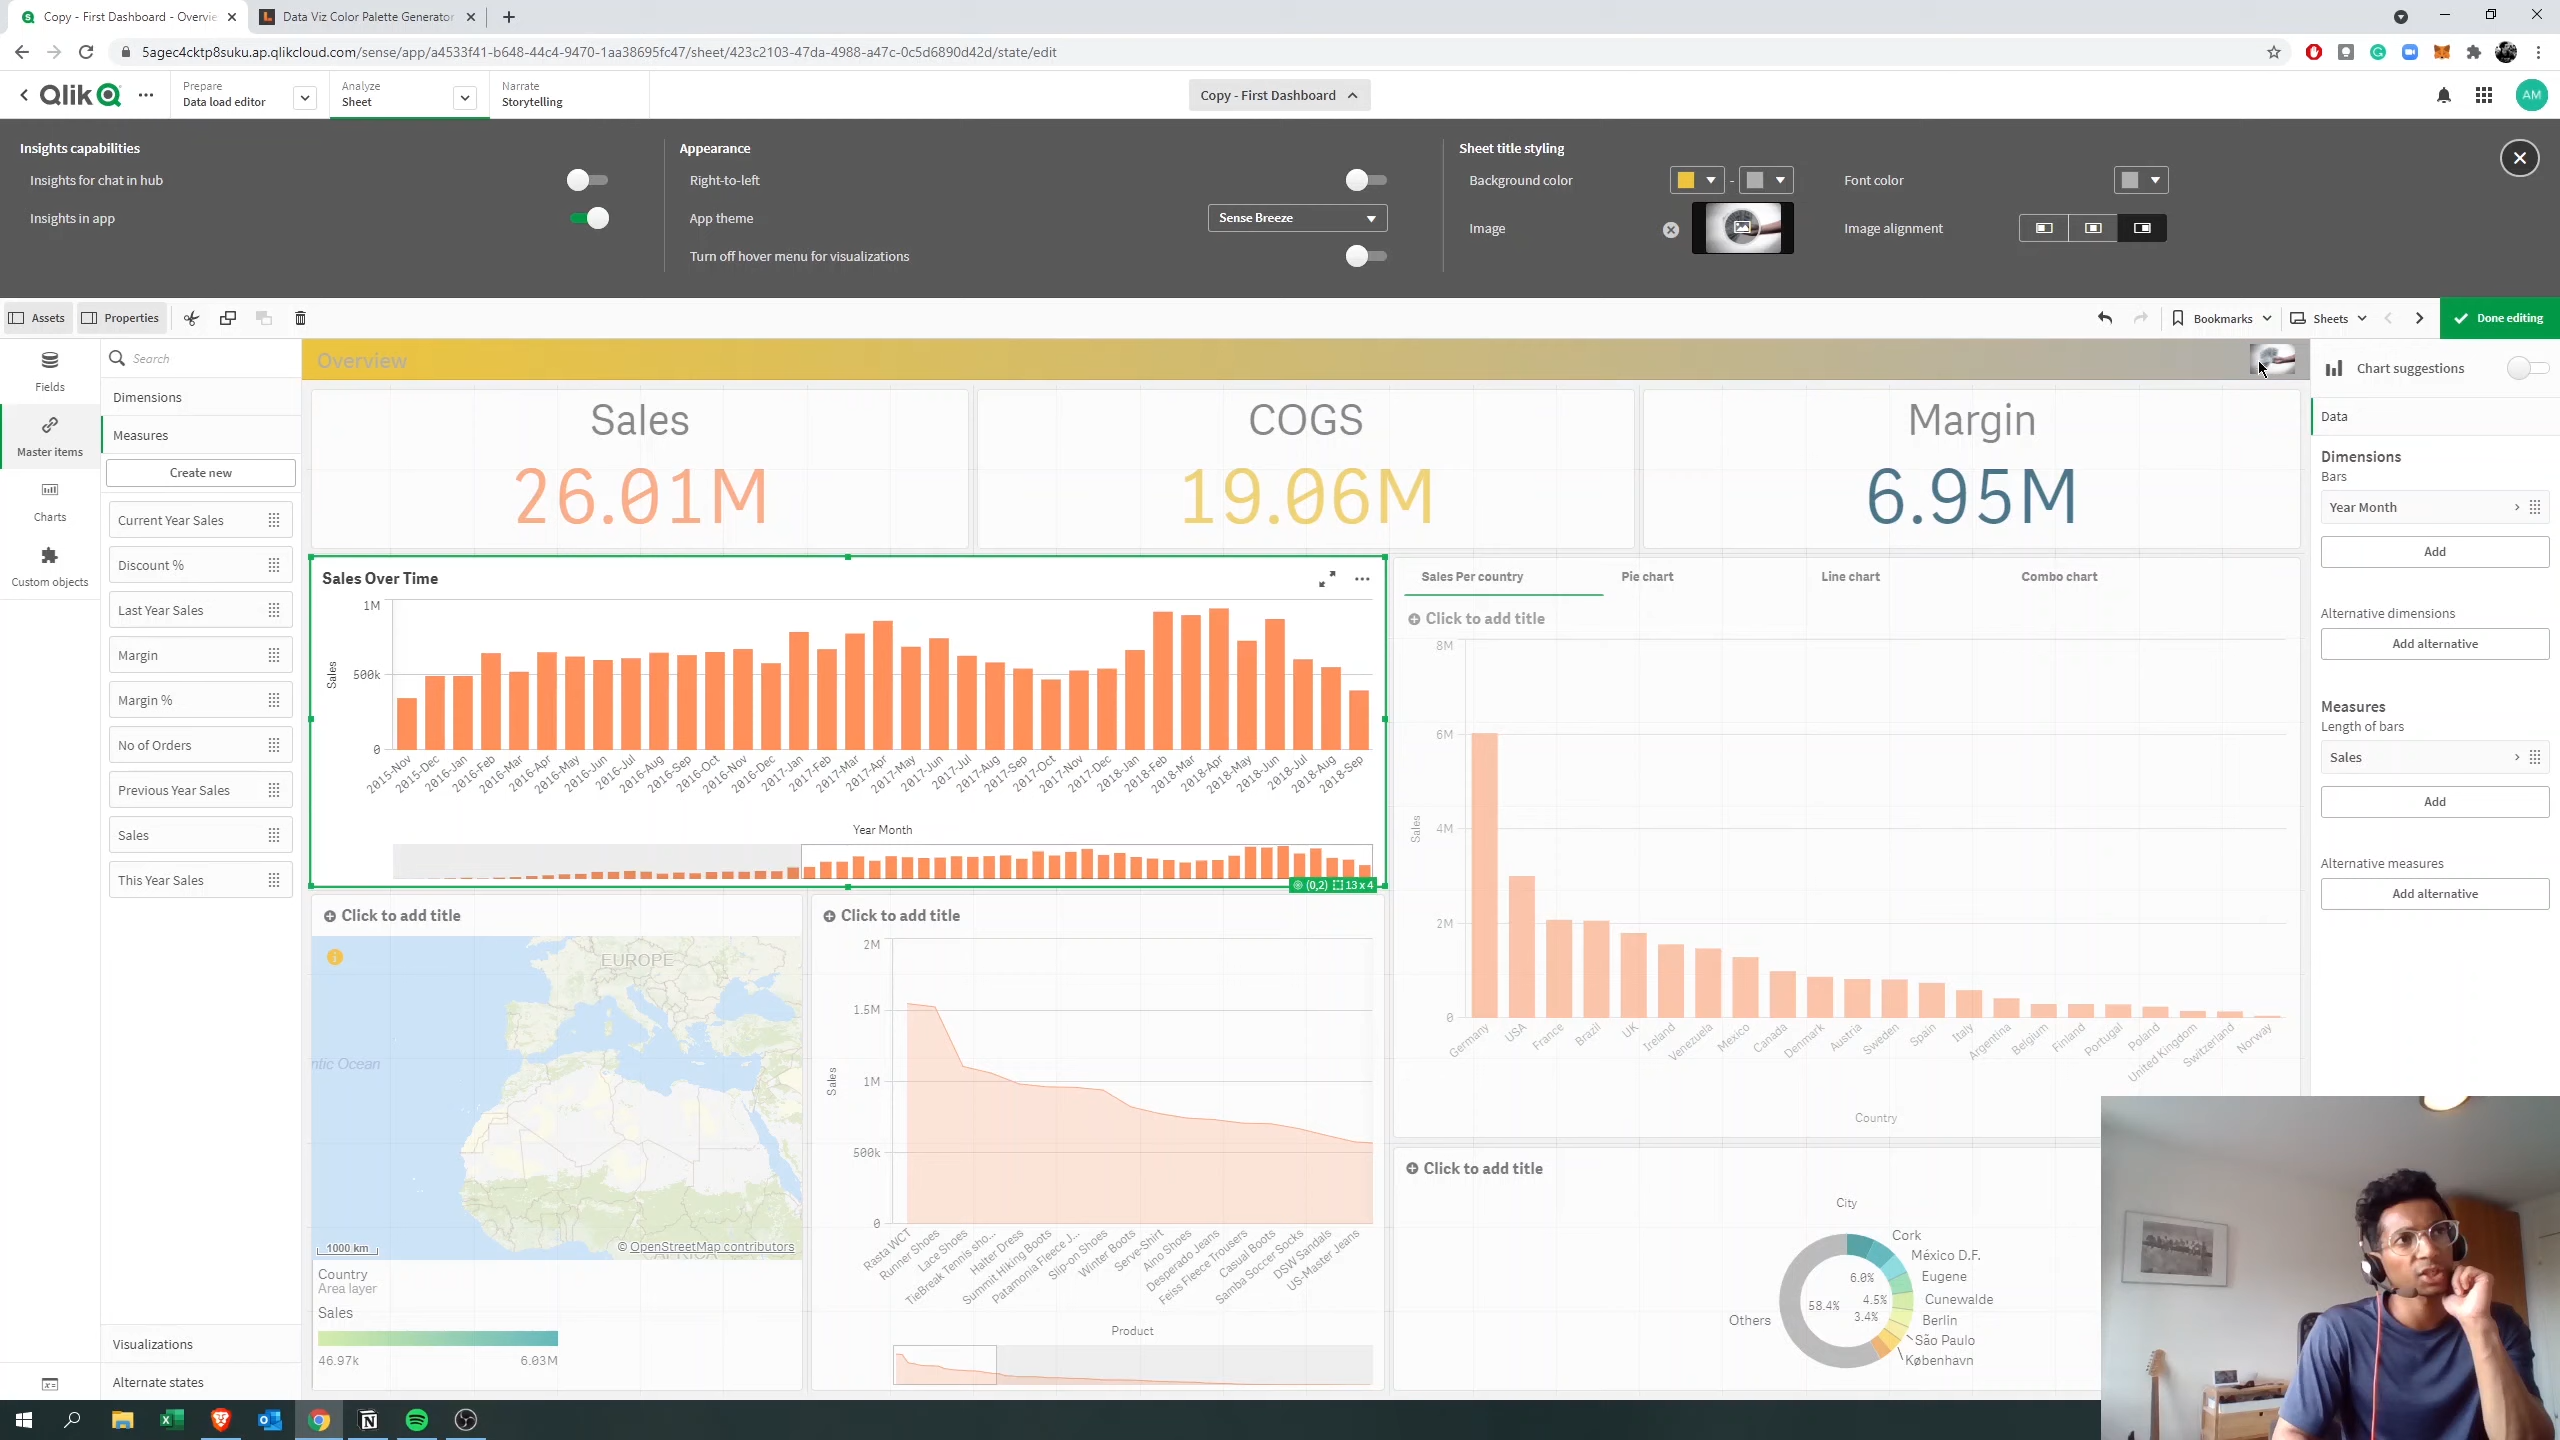 Copy - First Dashboard - Overvie
Data Viz Color Palette Generator
5agec4cktp8suku.ap.qlikcloud.com/sense/app/a4533f41-b648-44c4-9470-1aa38695fc47/sheet/423c2103-47da-4988-a47c-0c5d6890d42d/state/edit
Qlik
Prepare
Data load editor
Analyze
Sheet
Narrate
Storytelling
Copy - First Dashboard
AM
Insights capabilities
Insights for chat in hub
Insights in app
Appearance
Right-to-left
App theme
Sense Breeze
Turn off hover menu for visualizations
Sheet title styling
Background color
-
Font color
Image
Image alignment
Assets
Properties
Bookmarks
Sheets
Done editing
Fields
Master items
Charts
Custom objects
Search
Dimensions
Measures
Create new
Current Year Sales
Discount %
Last Year Sales
Margin
Margin %
No of Orders
Previous Year Sales
Sales
This Year Sales
Visualizations
Alternate states
Overview
Sales
26.01M
COGS
19.06M
Margin
6.95M
Sales Over Time
1M
500k
0
Sales
2015-Nov
2015-Dec
2016-Jan
2016-Feb
2016-Mar
2016-Apr
2016-May
2016-Jun
2016-Jul
2016-Aug
2016-Sep
2016-Oct
2016-Nov
2016-Dec
2017-Jan
2017-Feb
2017-Mar
2017-Apr
2017-May
2017-Jun
2017-Jul
2017-Aug
2017-Sep
2017-Oct
2017-Nov
2017-Dec
2018-Jan
2018-Feb
2018-Mar
2018-Apr
2018-May
2018-Jun
2018-Jul
2018-Aug
2018-Sep
Year Month
(0,2) 13 x 4
Sales Per country
Pie chart
Line chart
Combo chart
Click to add title
8M
6M
4M
2M
0
Sales
Germany
USA
France
Brazil
UK
Ireland
Venezuela
Mexico
Canada
Denmark
Austria
Sweden
Spain
Italy
Argentina
Belgium
Finland
Portugal
Poland
United Kingdom
Switzerland
Norway
Country
Click to add title
EUROPE
ntic Ocean
1000 km
© OpenStreetMap contributors
Country
Area layer
Sales
46.97k
6.03M
Click to add title
2M
1.5M
1M
500k
0
Sales
Rasta WCT
Runner Shoes
Lace Shoes
TieBreak Tennis sho...
Halter Dress
Summit Hiking Boots
Patamonia Fleece J...
Slip-on Shoes
Winter Boots
Serve-Shirt
Aino Shoes
Desperado Jeans
Feiss Fleece Trousers
Casual Boots
Samba Soccer Socks
DSW Sandals
US-Master Jeans
Product
Click to add title
City
Cork
México D.F.
Eugene
Cunewalde
Berlin
São Paulo
København
Others
6.0%
4.5%
3.4%
58.4%
Chart suggestions
Data
Dimensions
Bars
Year Month
Add
Alternative dimensions
Add alternative
Measures
Length of bars
Sales
Add
Alternative measures
Add alternative